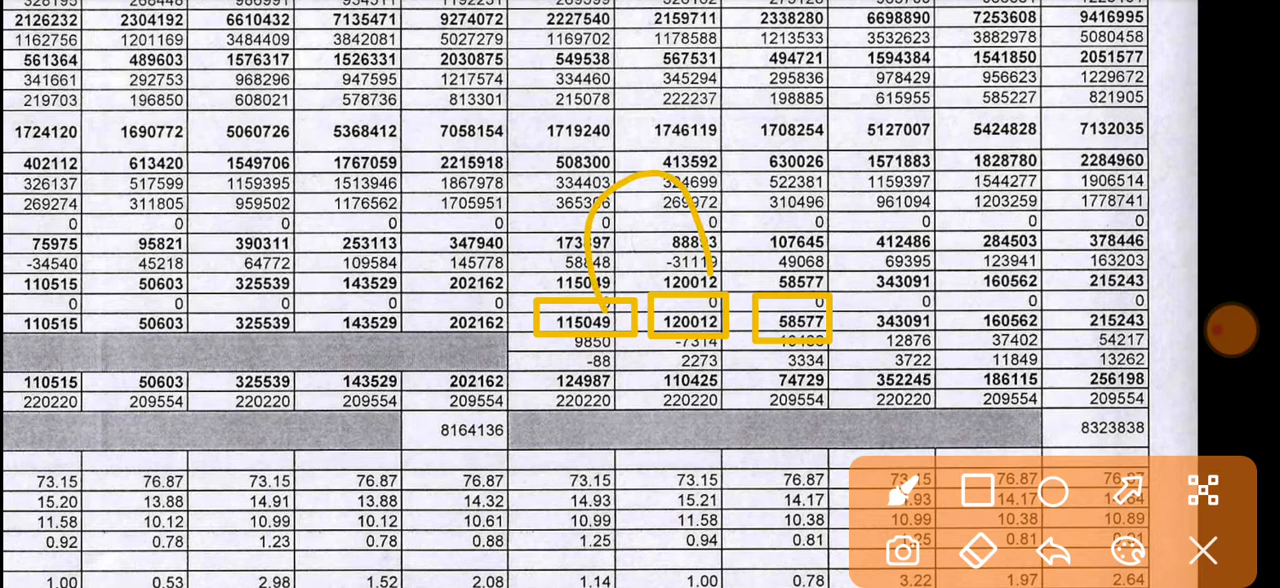 2126232 2304192 6610432 7135471 9274072 2227540 2159711 2338280 6698890 7253608 9416995
1162756 1201169 3484409 3842081 5027279 1169702 1178588 1213533 3532623 3882978 5080458
561364 489603 1576317 1526331 2030875 549538 567531 494721 1594384 1541850 2051577
341661 292753 968296 947595 1217574 334460 345294 295836 978429 956623 1229672
219703 196850 608021 578736 813301 215078 222237 198885 615955 585227 821905
1724120 1690772 5060726 5368412 7058154 1719240 1746119 1708254 5127007 5424828 7132035
402112 613420 1549706 1767059 2215918 508300 413592 630026 1571883 1828780 2284960
326137 517599 1159395 1513946 1867978 334403 324699 522381 1159397 1544277 1906514
269274 311805 959502 1176562 1705951 269972 310496 961094 1203259 1778741
0 0 0 0 0 0 0 0 0 0 0
75975 95821 390311 253113 347940 107645 412486 284503 378446
-34540 45218 64772 109584 145778 -31119 49068 69395 123941 163203
110515 50603 325539 143529 202162 115049 120012 58577 343091 160562 215243
0 0 0 0 0 0 0 0 0 0
110515 50603 325539 143529 202162 115049 120012 58577 343091 160562 215243
9850 -7314 12876 37402 54217
-88 2273 3334 3722 11849 13262
110515 50603 325539 143529 202162 124987 110425 74729 352245 186115 256198
220220 209554 220220 209554 209554 220220 220220 209554 220220 209554 209554
8164136 8323838
73.15 76.87 73.15 76.87 76.87 73.15 73.15 76.87 73.15 76.87
15.20 13.88 14.91 13.88 14.32 14.93 15.21 14.17 14.17
11.58 10.12 10.99 10.12 10.61 10.99 11.58 10.38 10.99 10.38 10.89
0.92 0.78 1.23 0.78 0.88 1.25 0.94 0.81 0.81
1.00 0.53 2.98 1.52 2.08 1.14 1.00 0.78 3.22 1.97 2.64